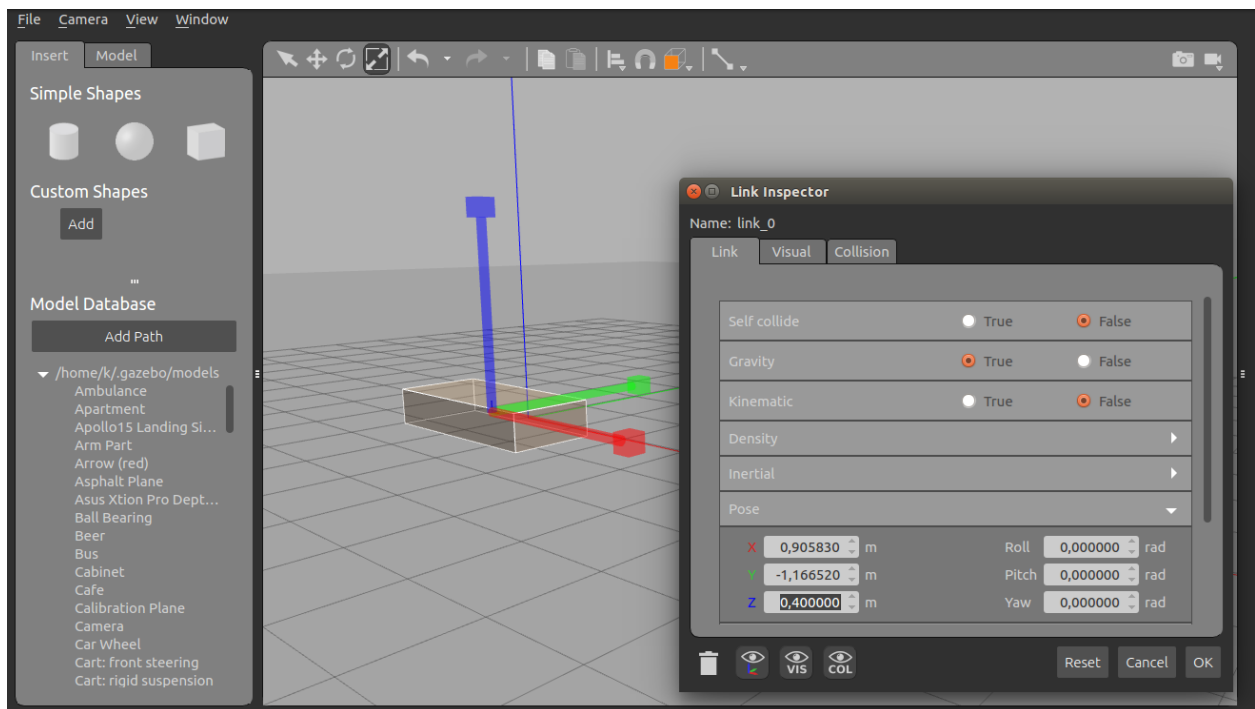 File Camera View Window
Insert Model
Simple Shapes
Custom Shapes
Add
Model Database
Add Path
/home/k/.gazebo/models
Ambulance
Apartment
Apollo15 Landing Si...
Arm Part
Arrow (red)
Asphalt Plane
Asus Xtion Pro Dept...
Ball Bearing
Beer
Bus
Cabinet
Cafe
Calibration Plane
Camera
Car Wheel
Cart: front steering
Cart: rigid suspension
Link Inspector
Name: link_0
Link Visual Collision
Self collide True False
Gravity True False
Kinematic True False
Density
Inertial
Pose
X 0,905830 m Roll 0,000000 rad
Y -1,166520 m Pitch 0,000000 rad
Z 0,400000 m Yaw 0,000000 rad
VIS COL
Reset Cancel OK